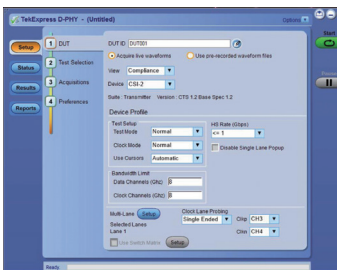 TekExpress D-PHY - (Untitled)
Options
Setup
Status
Results
Reports
1 DUT
2 Test Selection
3 Acquisitions
4 Preferences
DUT ID DUT001
Acquire live waveforms
Use pre-recorded waveform files
View Compliance
Device CSI-2
Suite : Transmitter Version : CTS 1.2 Base Spec 1.2
Device Profile
Test Setup
Test Mode Normal
Clock Mode Normal
Use Cursors Automatic
HS Rate (Gbps)
<= 1
Disable Single Lane Popup
Bandwidth Limit
Data Channels (Ghz) 8
Clock Channels (Ghz) 8
Multi-Lane Setup
Selected Lanes
Lane 1
Clock Lane Probing
Single Ended
Clkp CH3
Clkn CH4
Use Switch Matrix Setup
Start
Pause
Ready